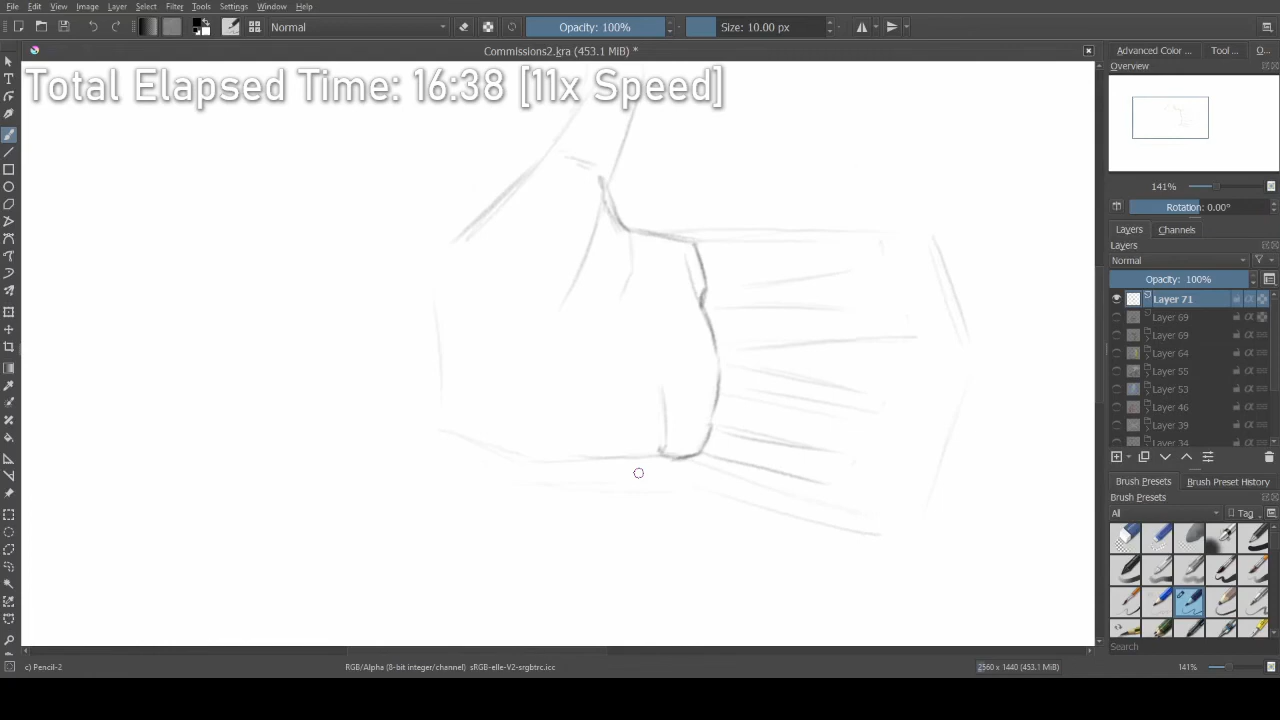 File Edit View Image Layer Select Filter Tools Settings Window Help
Normal Opacity: 100% Size: 10.00 px
Commissions2.kra (453.1 MiB) *
Total Elapsed Time: 16:38 [11x Speed]
Advanced Color ... Tool ... O...
Overview
141%
Rotation: 0.00°
Layers Channels
Layers
Normal
Opacity: 100%
Layer 71
Layer 69
Layer 69
Layer 64
Layer 55
Layer 53
Layer 46
Layer 39
Layer 34
Brush Presets Brush Preset History
Brush Presets
All Tag
Search
c) Pencil-2 RGB/Alpha (8-bit integer/channel) sRGB-elle-V2-srgbtrc.icc 2560 x 1440 (453.1 MiB) 141%